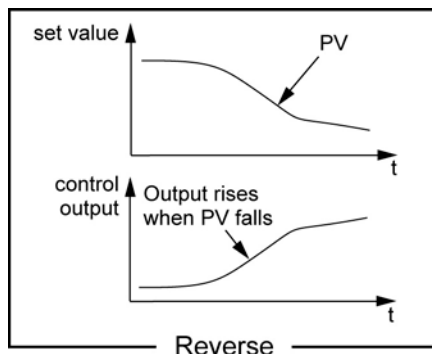 set value
PV
t
control
output
Output rises
when PV falls
t
Reverse